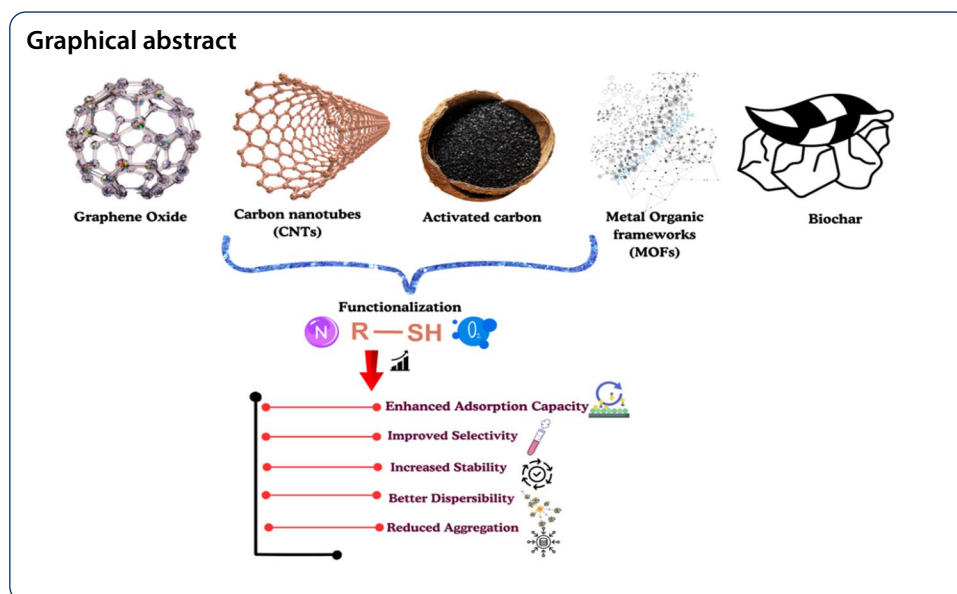 Graphical abstract
Graphene Oxide
Carbon nanotubes
(CNTs)
Activated carbon
Metal Organic
frameworks
(MOFs)
Biochar
Functionalization
N R—SH O₂
Enhanced Adsorption Capacity
Improved Selectivity
Increased Stability
Better Dispersibility
Reduced Aggregation